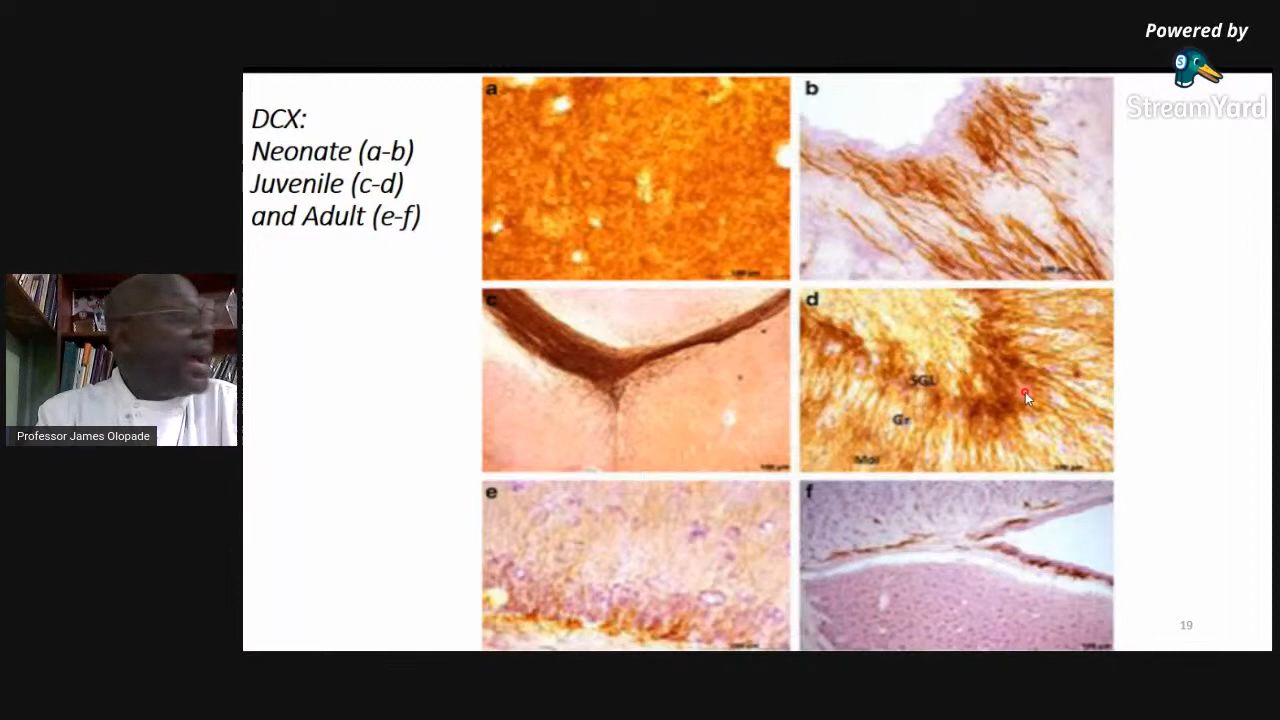 Powered by
StreamYard
DCX:
Neonate (a-b)
Juvenile (c-d)
and Adult (e-f)
a
b
c
d
SGL
Gr
Mol
e
f
19
Professor James Olopade